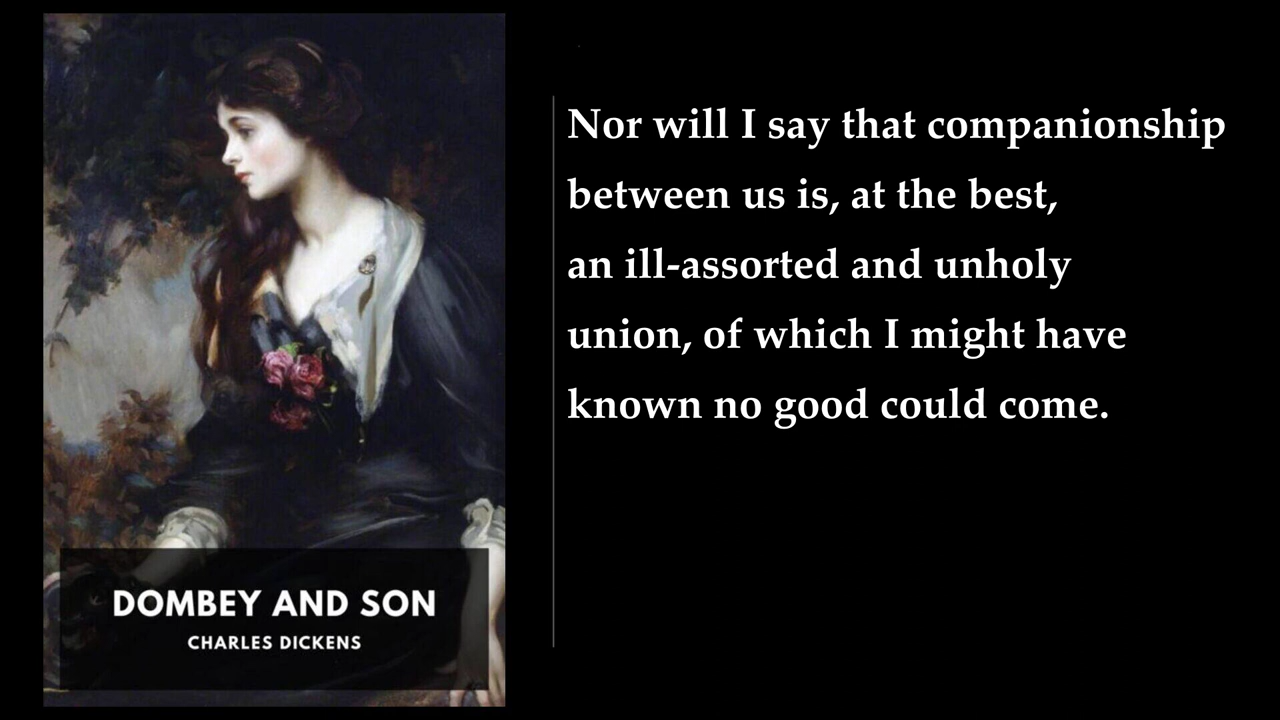 Nor will I say that companionship
between us is, at the best,
an ill-assorted and unholy
union, of which I might have
known no good could come.
DOMBEY AND SON
CHARLES DICKENS